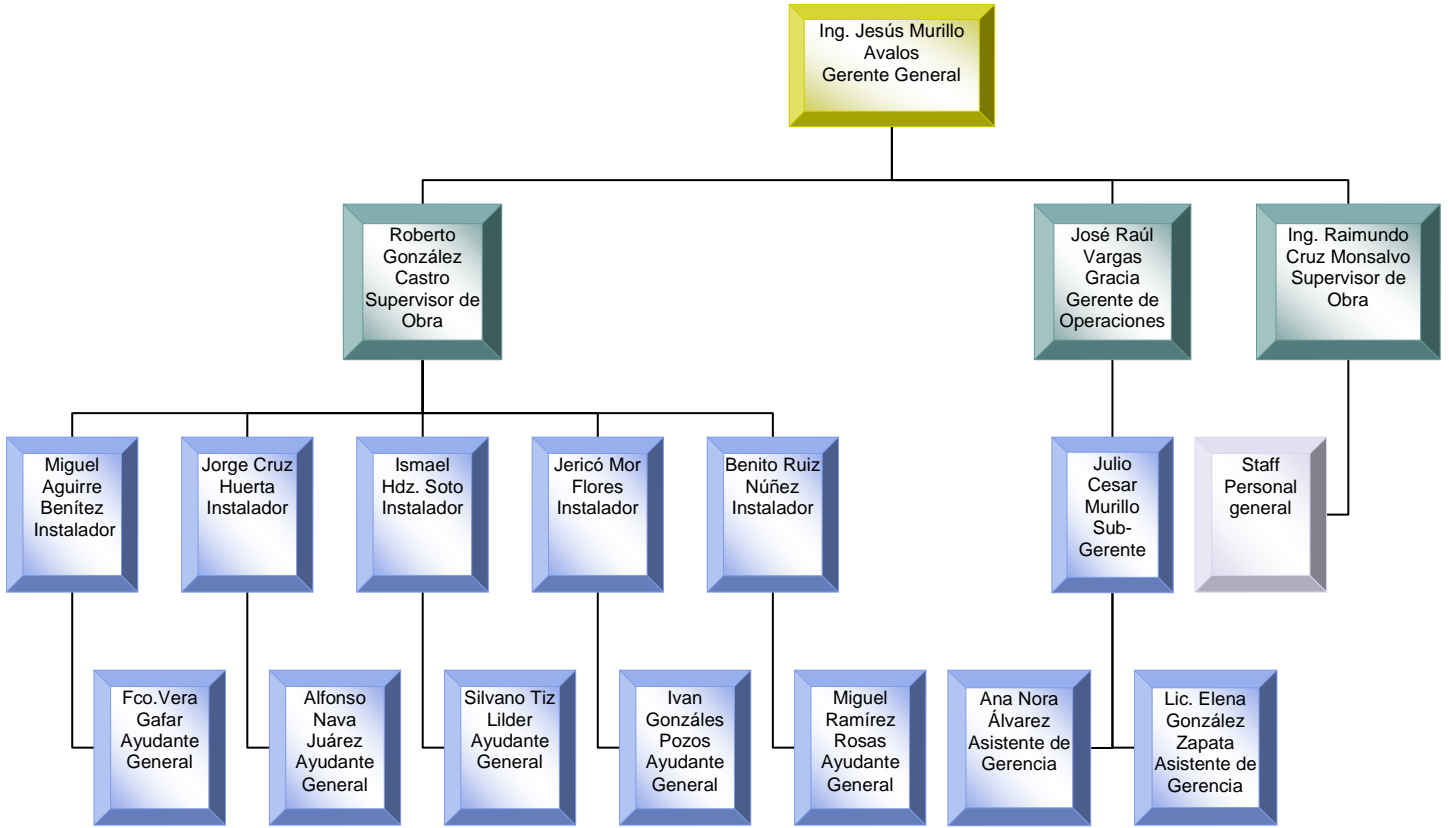 Ing. Jesús Murillo
Avalos
Gerente General
Roberto
González
Castro
Supervisor de
Obra
José Raúl
Vargas
Gracia
Gerente de
Operaciones
Ing. Raimundo
Cruz Monsalvo
Supervisor de
Obra
Miguel
Aguirre
Benítez
Instalador
Jorge Cruz
Huerta
Instalador
Ismael
Hdz. Soto
Instalador
Jericó Mor
Flores
Instalador
Benito Ruiz
Núñez
Instalador
Julio
Cesar
Murillo
Sub-
Gerente
Staff
Personal
general
Fco.Vera
Gafar
Ayudante
General
Alfonso
Nava
Juárez
Ayudante
General
Silvano Tiz
Lilder
Ayudante
General
Ivan
Gonzáles
Pozos
Ayudante
General
Miguel
Ramírez
Rosas
Ayudante
General
Ana Nora
Álvarez
Asistente de
Gerencia
Lic. Elena
González
Zapata
Asistente de
Gerencia